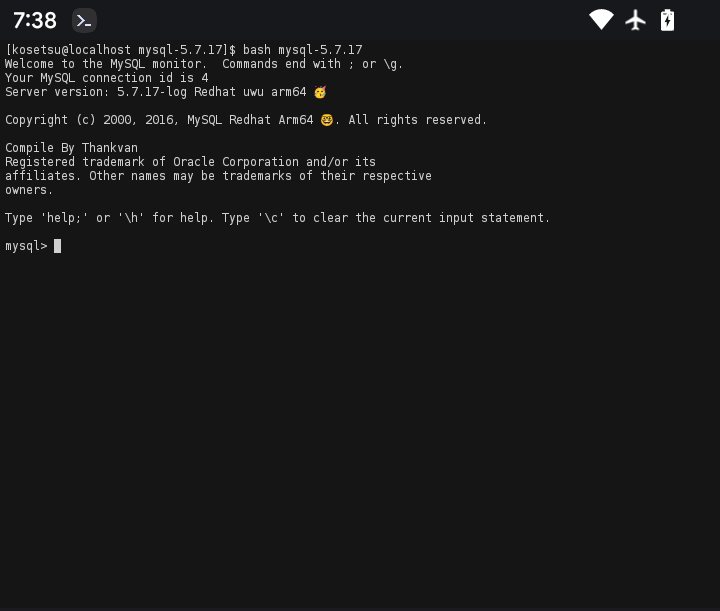 7:38
[kosetsu@localhost mysql-5.7.17]$ bash mysql-5.7.17
Welcome to the MySQL monitor.  Commands end with ; or \g.
Your MySQL connection id is 4
Server version: 5.7.17-log Redhat uwu arm64 🥳
Copyright (c) 2000, 2016, MySQL Redhat Arm64 🤓. All rights reserved.
Compile By Thankvan
Registered trademark of Oracle Corporation and/or its
affiliates. Other names may be trademarks of their respective
owners.
Type 'help;' or '\h' for help. Type '\c' to clear the current input statement.
mysql>